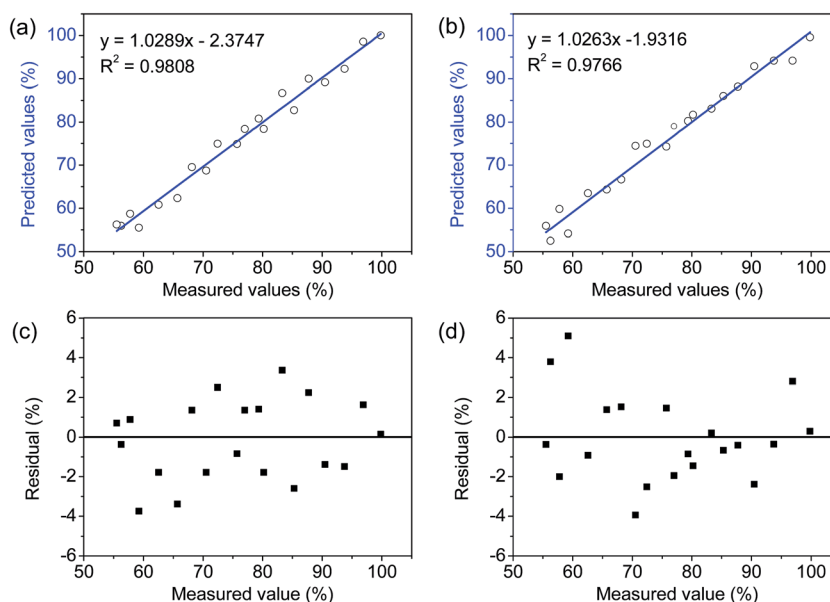 (a)
y = 1.0289x - 2.3747
R² = 0.9808
Predicted values (%)
100
90
80
70
60
50
50 60 70 80 90 100
Measured values (%)
(b)
y = 1.0263x -1.9316
R² = 0.9766
Predicted values (%)
100
90
80
70
60
50
50 60 70 80 90 100
Measured values (%)
(c)
Residual (%)
6
4
2
0
-2
-4
-6
50 60 70 80 90 100
Measured value (%)
(d)
Residual (%)
6
4
2
0
-2
-4
-6
50 60 70 80 90 100
Measured value (%)